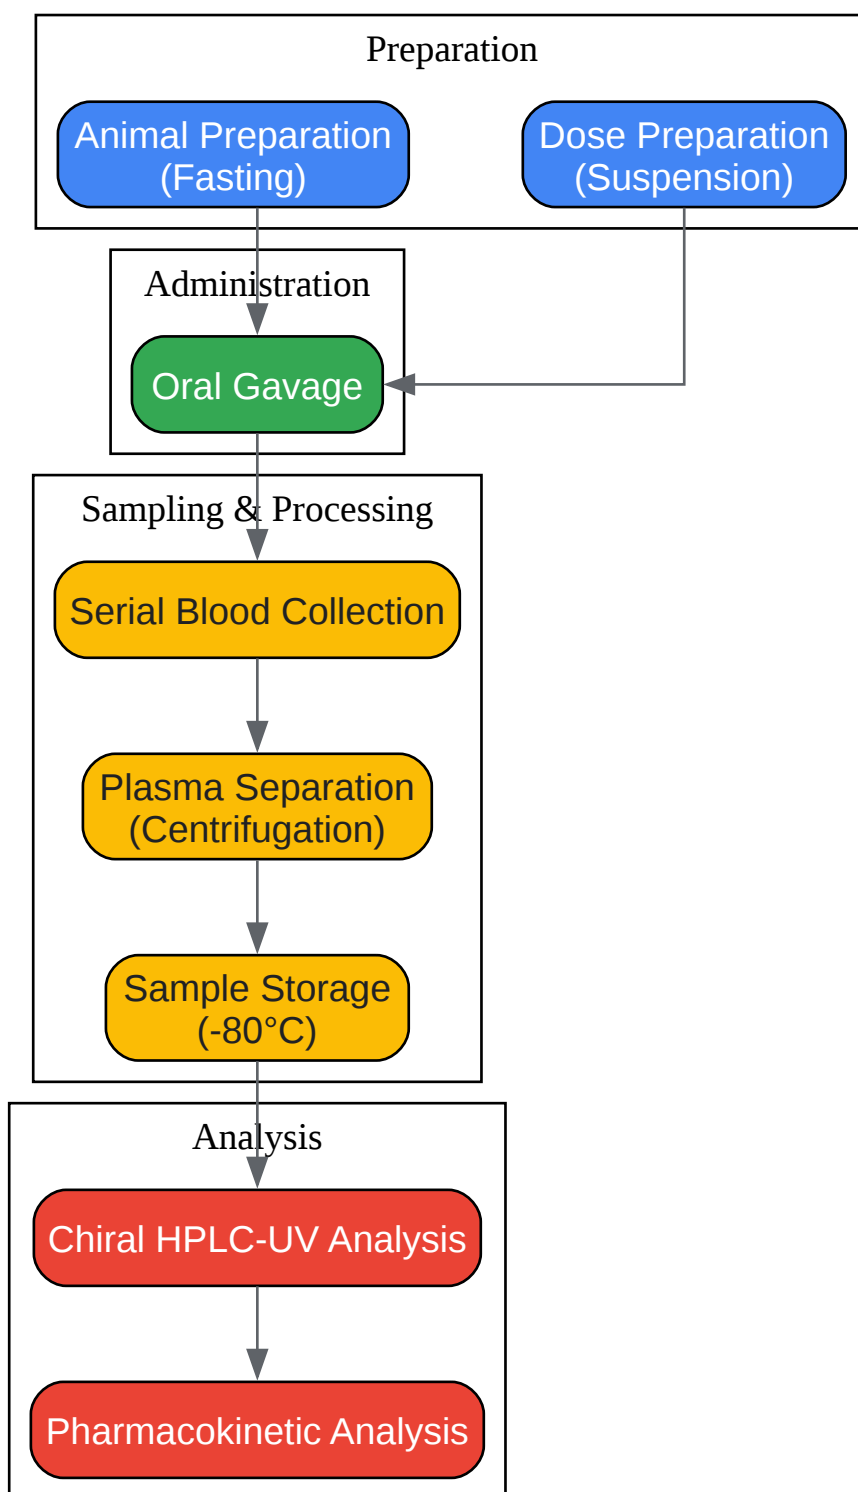 Preparation
Animal Preparation
(Fasting)
Dose Preparation
(Suspension)
Administration
Oral Gavage
Sampling & Processing
Serial Blood Collection
Plasma Separation
(Centrifugation)
Sample Storage
(-80°C)
Analysis
Chiral HPLC-UV Analysis
Pharmacokinetic Analysis